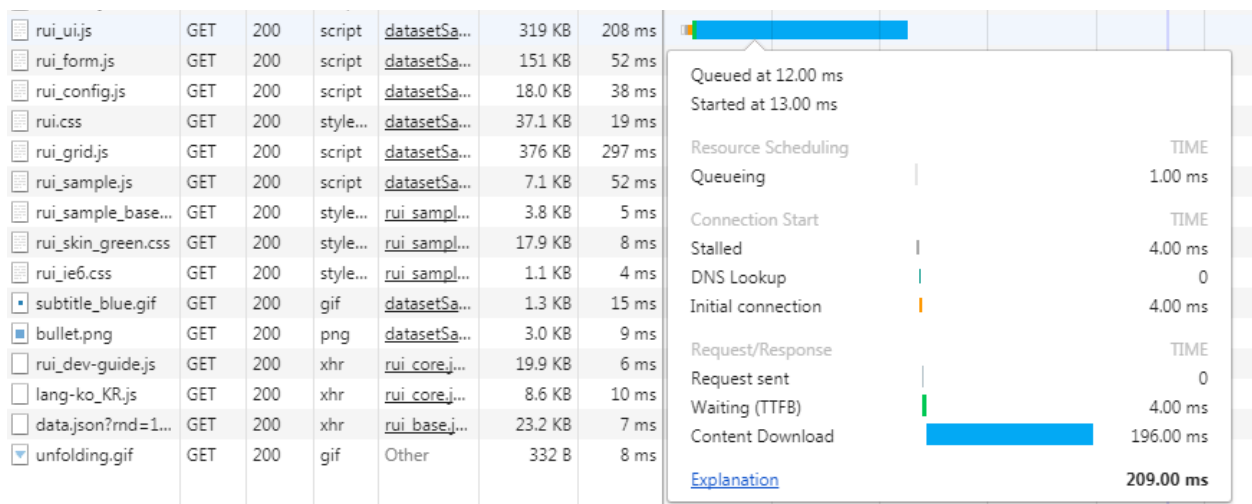 rui_ui.js GET 200 script datasetSa... 319 KB 208 ms
rui_form.js GET 200 script datasetSa... 151 KB 52 ms
rui_config.js GET 200 script datasetSa... 18.0 KB 38 ms
rui.css GET 200 style... datasetSa... 37.1 KB 19 ms
rui_grid.js GET 200 script datasetSa... 376 KB 297 ms
rui_sample.js GET 200 script datasetSa... 7.1 KB 52 ms
rui_sample_base... GET 200 style... rui_sampl... 3.8 KB 5 ms
rui_skin_green.css GET 200 style... rui_sampl... 17.9 KB 8 ms
rui_ie6.css GET 200 style... rui_sampl... 1.1 KB 4 ms
subtitle_blue.gif GET 200 gif datasetSa... 1.3 KB 15 ms
bullet.png GET 200 png datasetSa... 3.0 KB 9 ms
rui_dev-guide.js GET 200 xhr rui_core.j... 19.9 KB 6 ms
lang-ko_KR.js GET 200 xhr rui_core.j... 8.6 KB 10 ms
data.json?rnd=1... GET 200 xhr rui_base.j... 23.2 KB 7 ms
unfolding.gif GET 200 gif Other 332 B 8 ms
Queued at 12.00 ms
Started at 13.00 ms
Resource Scheduling TIME
Queueing 1.00 ms
Connection Start TIME
Stalled 4.00 ms
DNS Lookup 0
Initial connection 4.00 ms
Request/Response TIME
Request sent 0
Waiting (TTFB) 4.00 ms
Content Download 196.00 ms
Explanation 209.00 ms